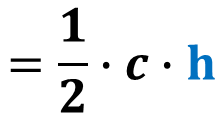 = 1/2 · c · h